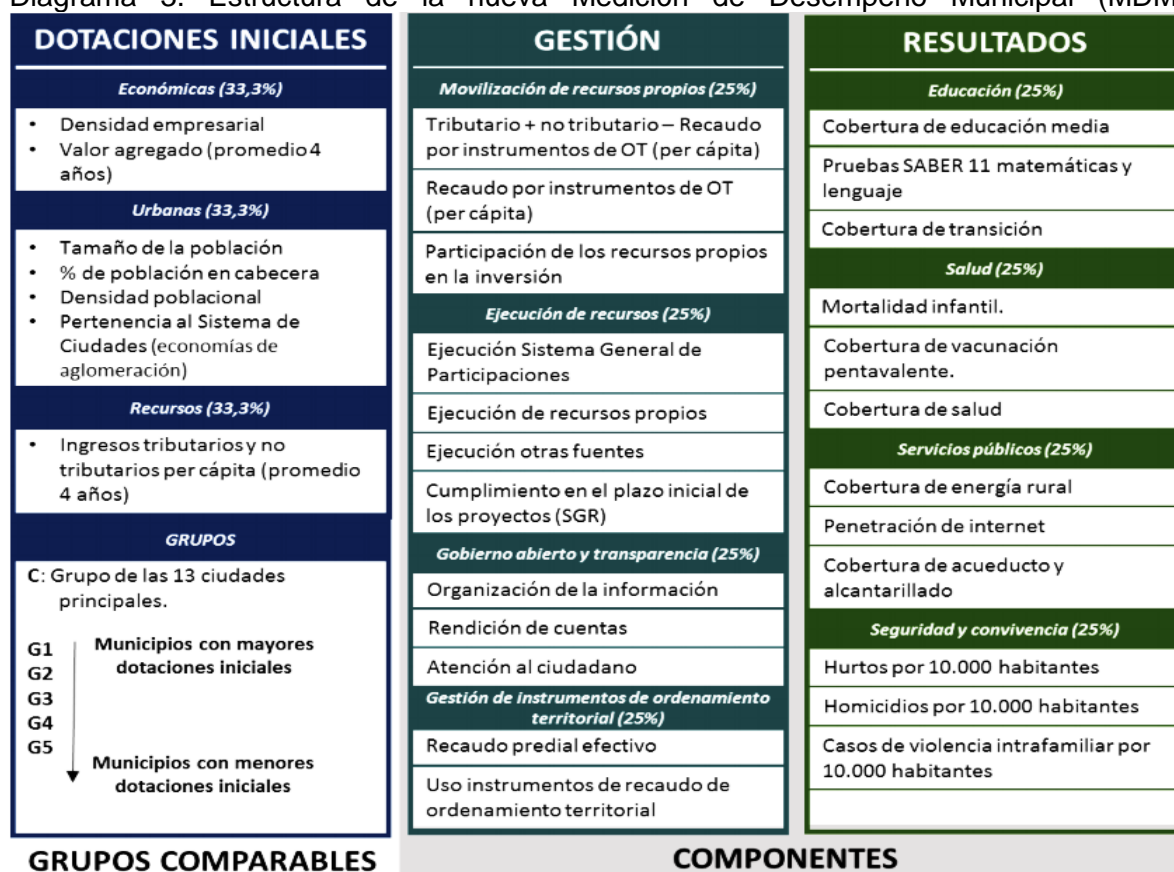 Diagrama 3. Estructura de la nueva Medición de Desempeño Municipal (MDM
DOTACIONES INICIALES
Económicas (33,3%)
• Densidad empresarial
• Valor agregado (promedio 4
años)
Urbanas (33,3%)
• Tamaño de la población
• % de población en cabecera
• Densidad poblacional
• Pertenencia al Sistema de
Ciudades (economías de
aglomeración)
Recursos (33,3%)
• Ingresos tributarios y no
tributarios per cápita (promedio
4 años)
GRUPOS
C: Grupo de las 13 ciudades
principales.
G1
G2
G3
G4
G5
Municipios con mayores
dotaciones iniciales
Municipios con menores
dotaciones iniciales
GRUPOS COMPARABLES
GESTIÓN
Movilización de recursos propios (25%)
Tributario + no tributario – Recaudo
por instrumentos de OT (per cápita)
Recaudo por instrumentos de OT
(per cápita)
Participación de los recursos propios
en la inversión
Ejecución de recursos (25%)
Ejecución Sistema General de
Participaciones
Ejecución de recursos propios
Ejecución otras fuentes
Cumplimiento en el plazo inicial de
los proyectos (SGR)
Gobierno abierto y transparencia (25%)
Organización de la información
Rendición de cuentas
Atención al ciudadano
Gestión de instrumentos de ordenamiento
territorial (25%)
Recaudo predial efectivo
Uso instrumentos de recaudo de
ordenamiento territorial
RESULTADOS
Educación (25%)
Cobertura de educación media
Pruebas SABER 11 matemáticas y
lenguaje
Cobertura de transición
Salud (25%)
Mortalidad infantil.
Cobertura de vacunación
pentavalente.
Cobertura de salud
Servicios públicos (25%)
Cobertura de energía rural
Penetración de internet
Cobertura de acueducto y
alcantarillado
Seguridad y convivencia (25%)
Hurtos por 10.000 habitantes
Homicidios por 10.000 habitantes
Casos de violencia intrafamiliar por
10.000 habitantes
COMPONENTES